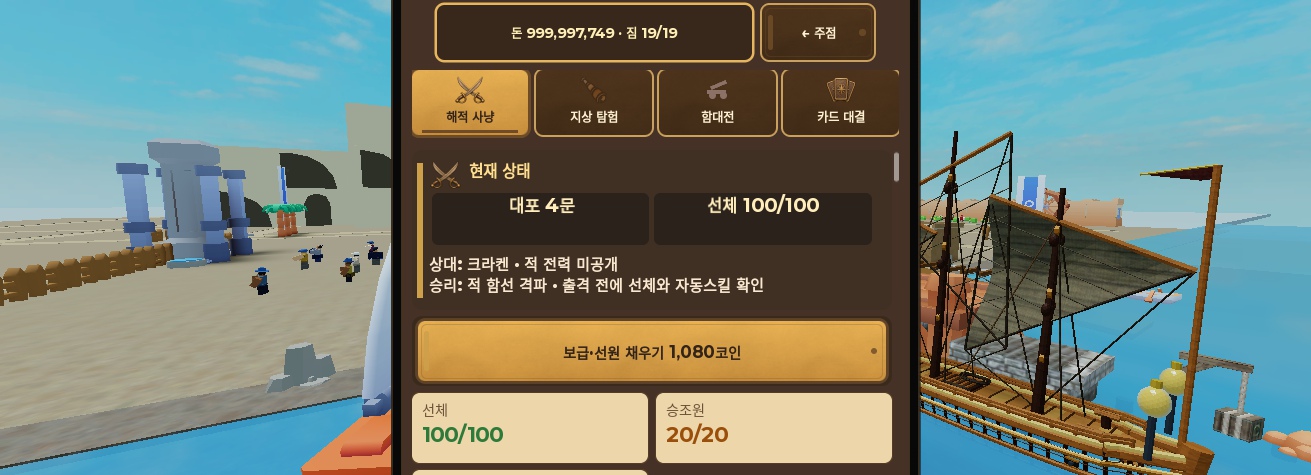 돈 999,997,749 · 짐 19/19
← 주점
해적 사냥
지상 탐험
함대전
카드 대결
현재 상태
대포 4문
선체 100/100
상대: 크라켄 • 적 전력 미공개
승리: 적 함선 격파 • 출격 전에 선체와 자동스킬 확인
보급·선원 채우기 1,080코인
선체
100/100
승조원
20/20